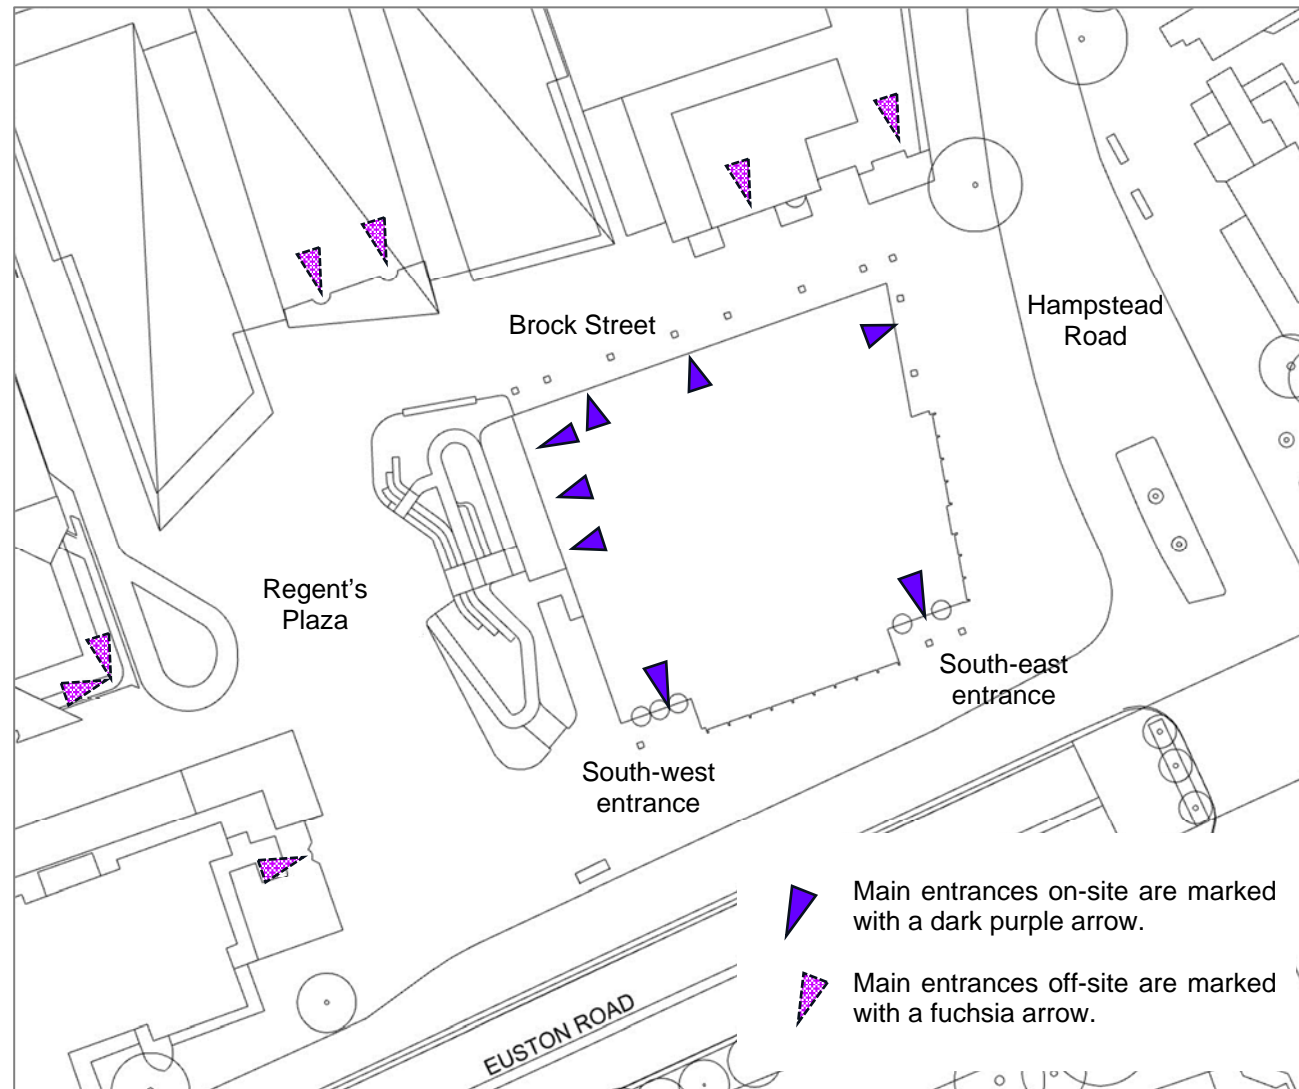 Brock Street
Hampstead
Road
Regent’s
Plaza
South-east
entrance
South-west
entrance
Main entrances on-site are marked
with a dark purple arrow.
Main entrances off-site are marked
with a fuchsia arrow.
EUSTON ROAD